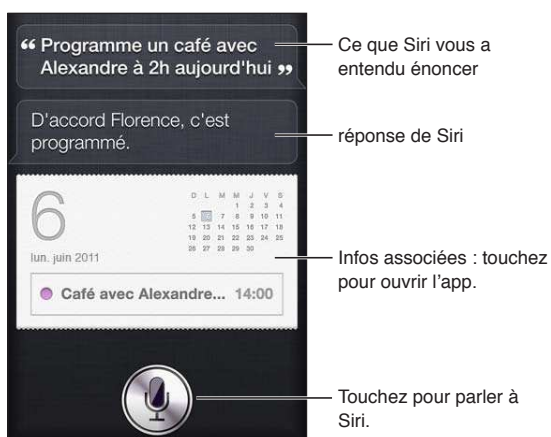 “ Programme un café avec
Alexandre à 2h aujourd'hui ”
Ce que Siri vous a
entendu énoncer
D'accord Florence, c'est
programmé.
réponse de Siri
6
lun. juin 2011
D L M M J V S
1 2 3 4
5 6 7 8 9 10 11
12 13 14 15 16 17 18
19 20 21 22 23 24 25
26 27 28 29 30
Café avec Alexandre... 14:00
Infos associées : touchez
pour ouvrir l’app.
Touchez pour parler à
Siri.